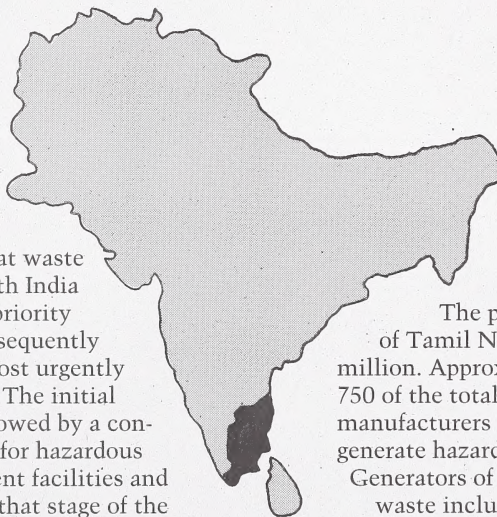 at waste
th India
priority
sequently
ost urgently
The initial
owed by a con-
for hazardous
ent facilities and
that stage of the
The p
of Tamil N
million. Approx
750 of the total
manufacturers
generate hazard
Generators of
waste inclu